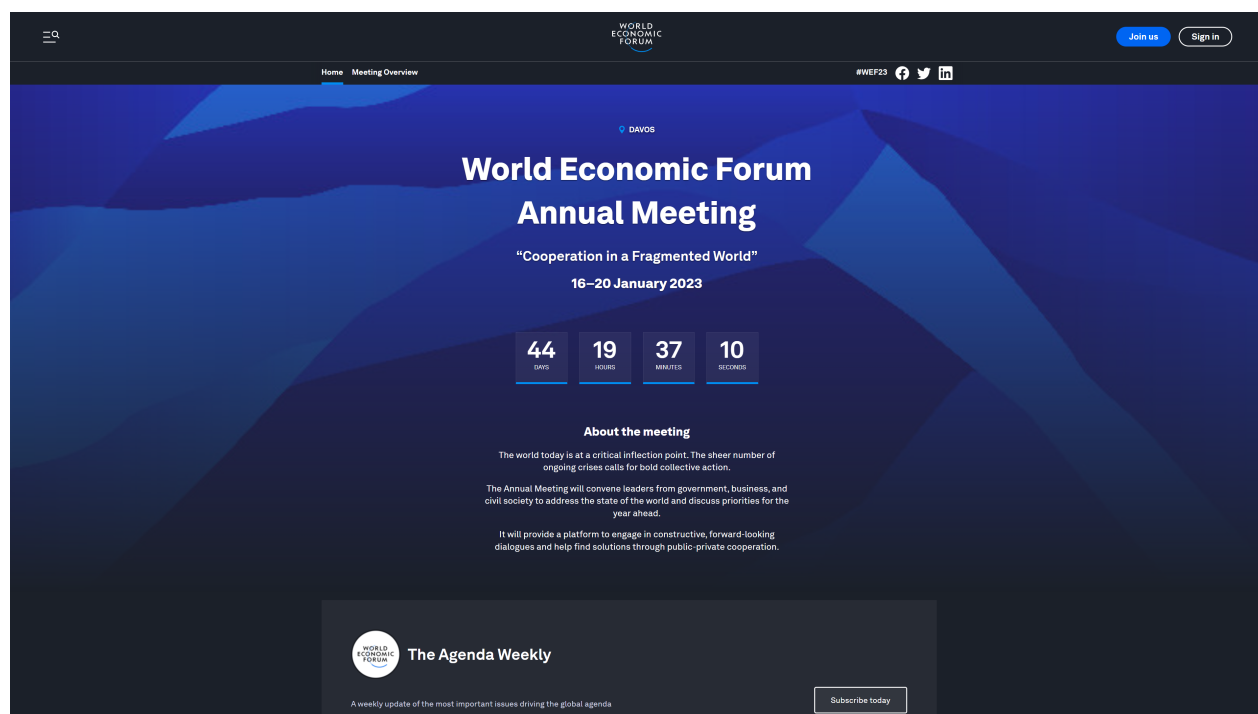 WORLD
ECONOMIC
FORUM
Join us
Sign in
Home
Meeting Overview
#WEF23
DAVOS
World Economic Forum
Annual Meeting
“Cooperation in a Fragmented World”
16–20 January 2023
44
DAYS
19
HOURS
37
MINUTES
10
SECONDS
About the meeting
The world today is at a critical inflection point. The sheer number of
ongoing crises calls for bold collective action.
The Annual Meeting will convene leaders from government, business, and
civil society to address the state of the world and discuss priorities for the
year ahead.
It will provide a platform to engage in constructive, forward-looking
dialogues and help find solutions through public-private cooperation.
WORLD
ECONOMIC
FORUM
The Agenda Weekly
A weekly update of the most important issues driving the global agenda
Subscribe today